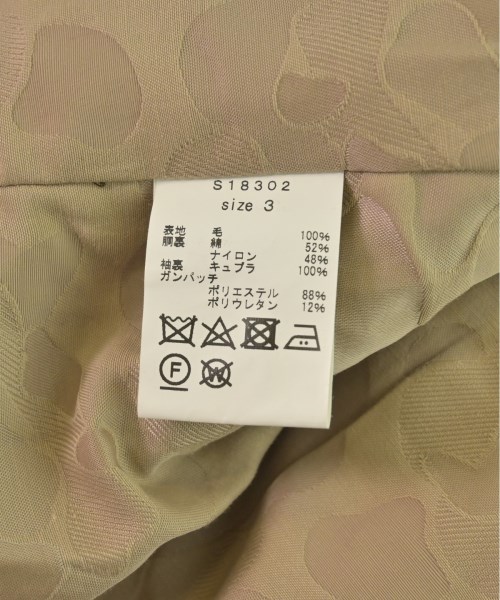 S18302
size 3
表地 毛 100%
胴裏 綿 52%
ナイロン 48%
袖裏 キュプラ 100%
ガンパッチ
ポリエステル 88%
ポリウレタン 12%
F W